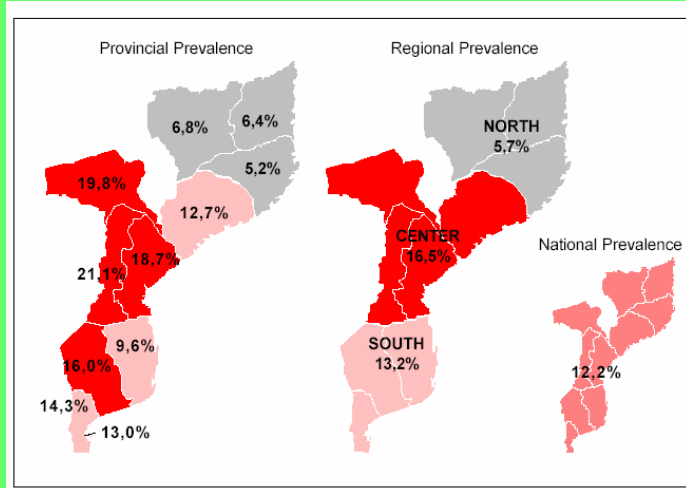 Provincial Prevalence
6,8%
6,4%
5,2%
19,8%
12,7%
18,7%
21,1%
9,6%
16,0%
14,3%
13,0%
Regional Prevalence
NORTH
5,7%
CENTER
16,5%
SOUTH
13,2%
National Prevalence
12,2%